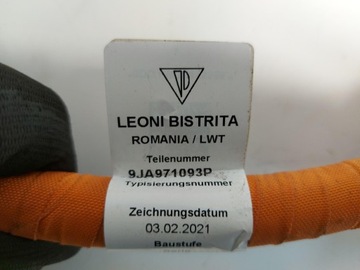 LEONI BISTRITA
ROMANIA / LWT
Teilenummer
9JA971093P
Typisierungsnummer
Zeichnungsdatum
03.02.2021
Baustufe